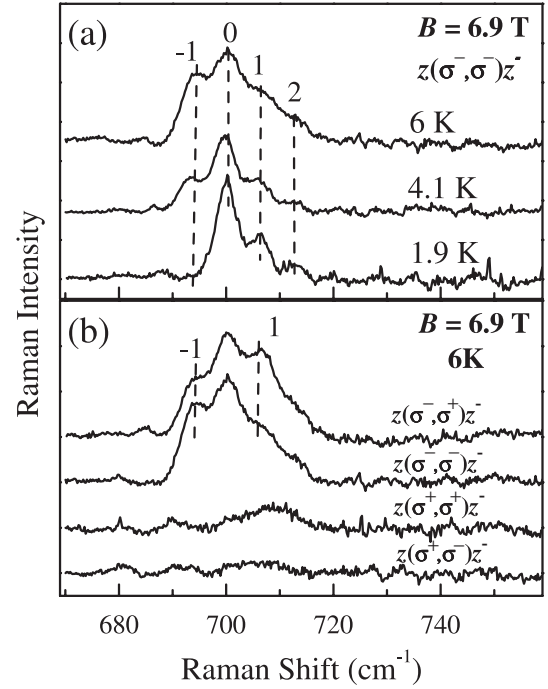 (a)
-1 0 1 2
B = 6.9 T
z(σ⁻,σ⁻)z⁻
6 K
4.1 K
1.9 K
Raman Intensity
(b)
-1 1
B = 6.9 T
6K
z(σ⁻,σ⁺)z⁻
z(σ⁻,σ⁻)z⁻
z(σ⁺,σ⁺)z⁻
z(σ⁺,σ⁻)z⁻
680 700 720 740
Raman Shift (cm⁻¹)